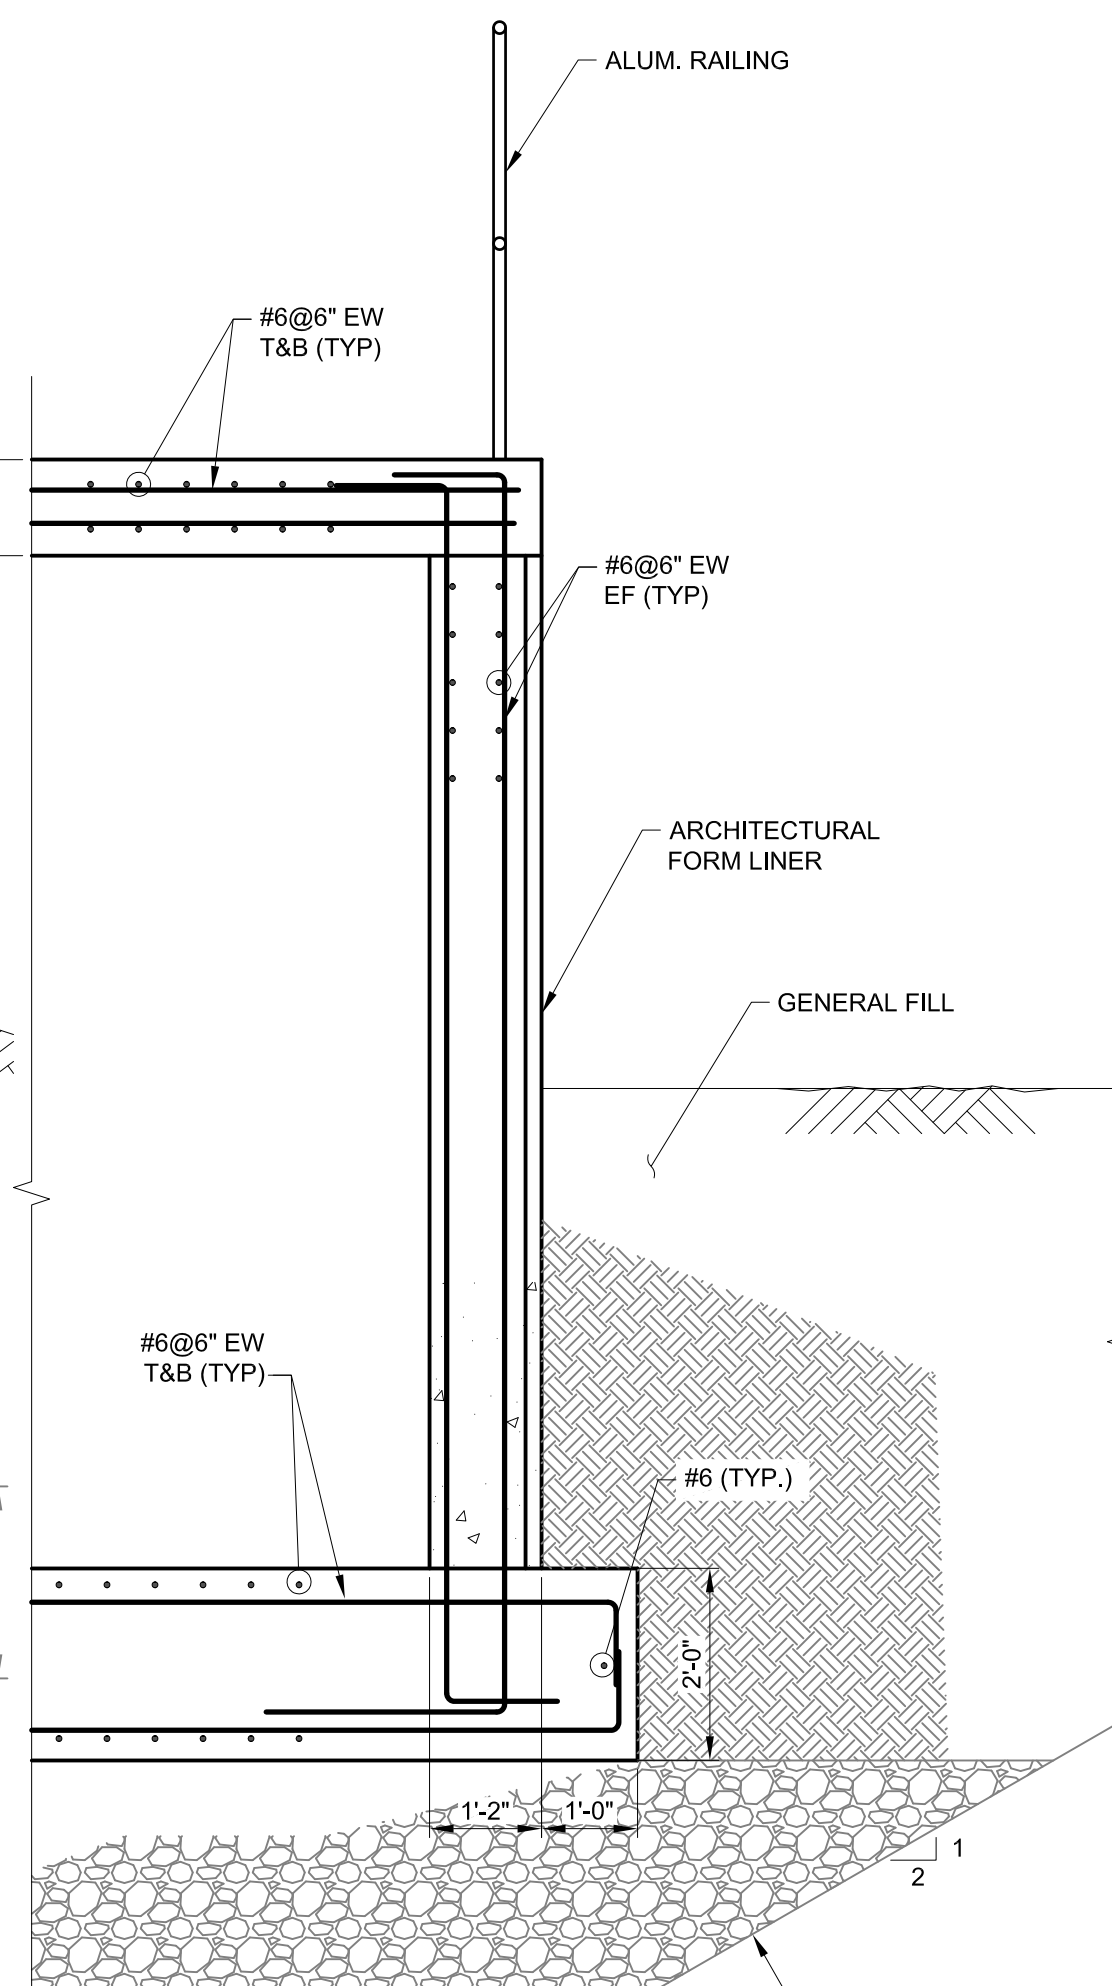 ALUM. RAILING
#6@6" EW
T&B (TYP)
#6@6" EW
EF (TYP)
ARCHITECTURAL
FORM LINER
GENERAL FILL
#6@6" EW
T&B (TYP)
#6 (TYP.)
2'-0"
1'-2"
1'-0"
1
2